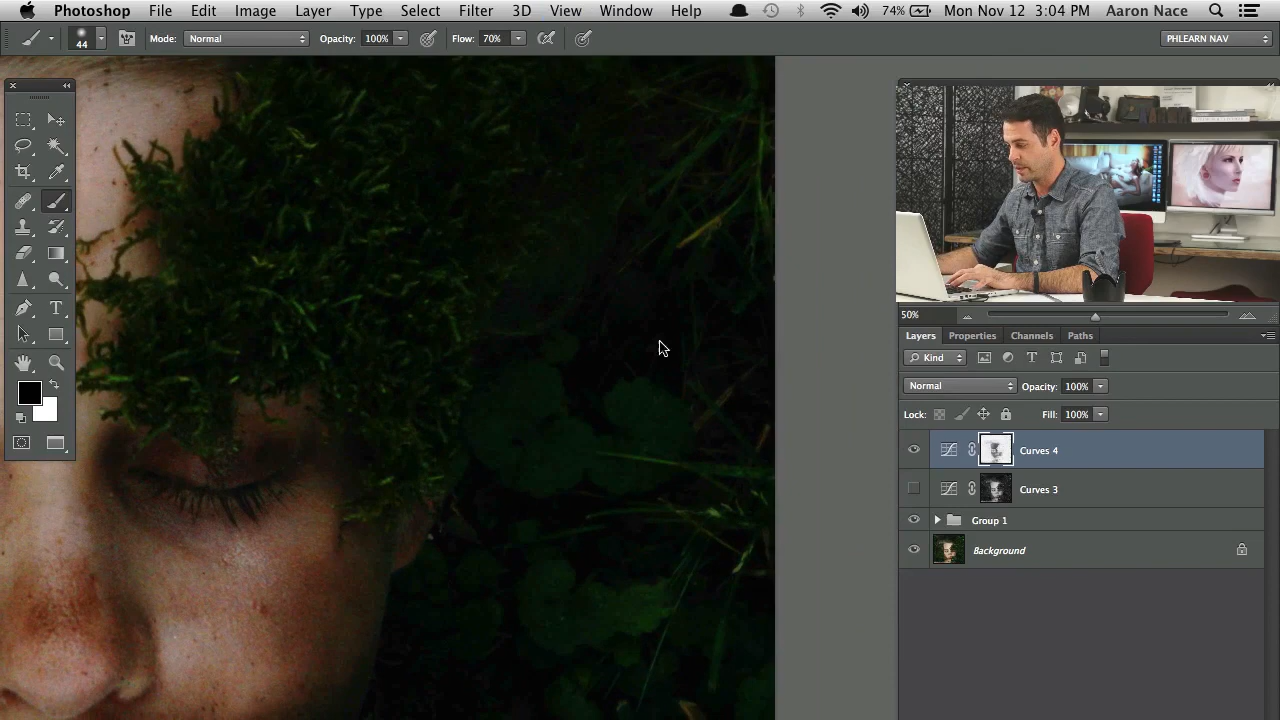 Photoshop File Edit Image Layer Type Select Filter 3D View Window Help 74% Mon Nov 12 3:04 PM Aaron Nace
44 Mode: Normal Opacity: 100% Flow: 70% PHLEARN NAV
50%
Layers Properties Channels Paths
Kind
Normal Opacity: 100%
Lock: Fill: 100%
Curves 4
Curves 3
Group 1
Background